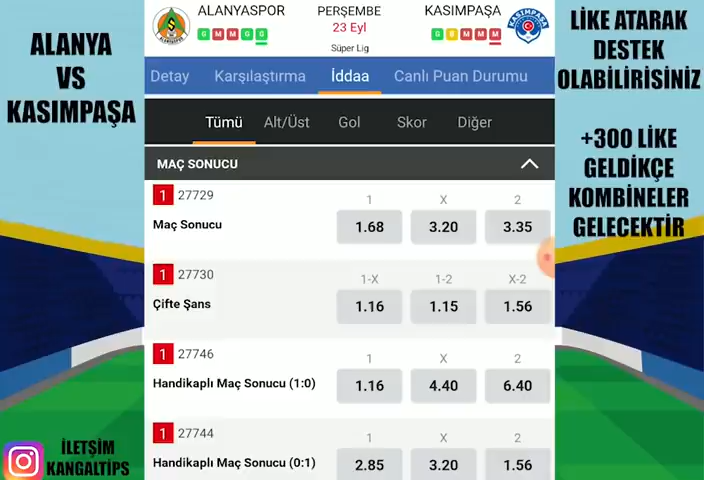 ALANYA
VS
KASIMPAŞA
ALANYASPOR
G M M G G
PERŞEMBE
23 Eyl
Süper Lig
KASIMPAŞA
G B M M M
Detay
Karşılaştırma
İddaa
Canlı Puan Durumu
Tümü
Alt/Üst
Gol
Skor
Diğer
MAÇ SONUCU
1 27729
Maç Sonucu
1 X 2
1.68 3.20 3.35
1 27730
Çifte Şans
1-X 1-2 X-2
1.16 1.15 1.56
1 27746
Handikaplı Maç Sonucu (1:0)
1 X 2
1.16 4.40 6.40
1 27744
Handikaplı Maç Sonucu (0:1)
1 X 2
2.85 3.20 1.56
LİKE ATARAK
DESTEK
OLABİLİRİSİNİZ
+300 LİKE
GELDİKÇE
KOMBİNELER
GELECEKTİR
İLETŞİM
KANGALTİPS